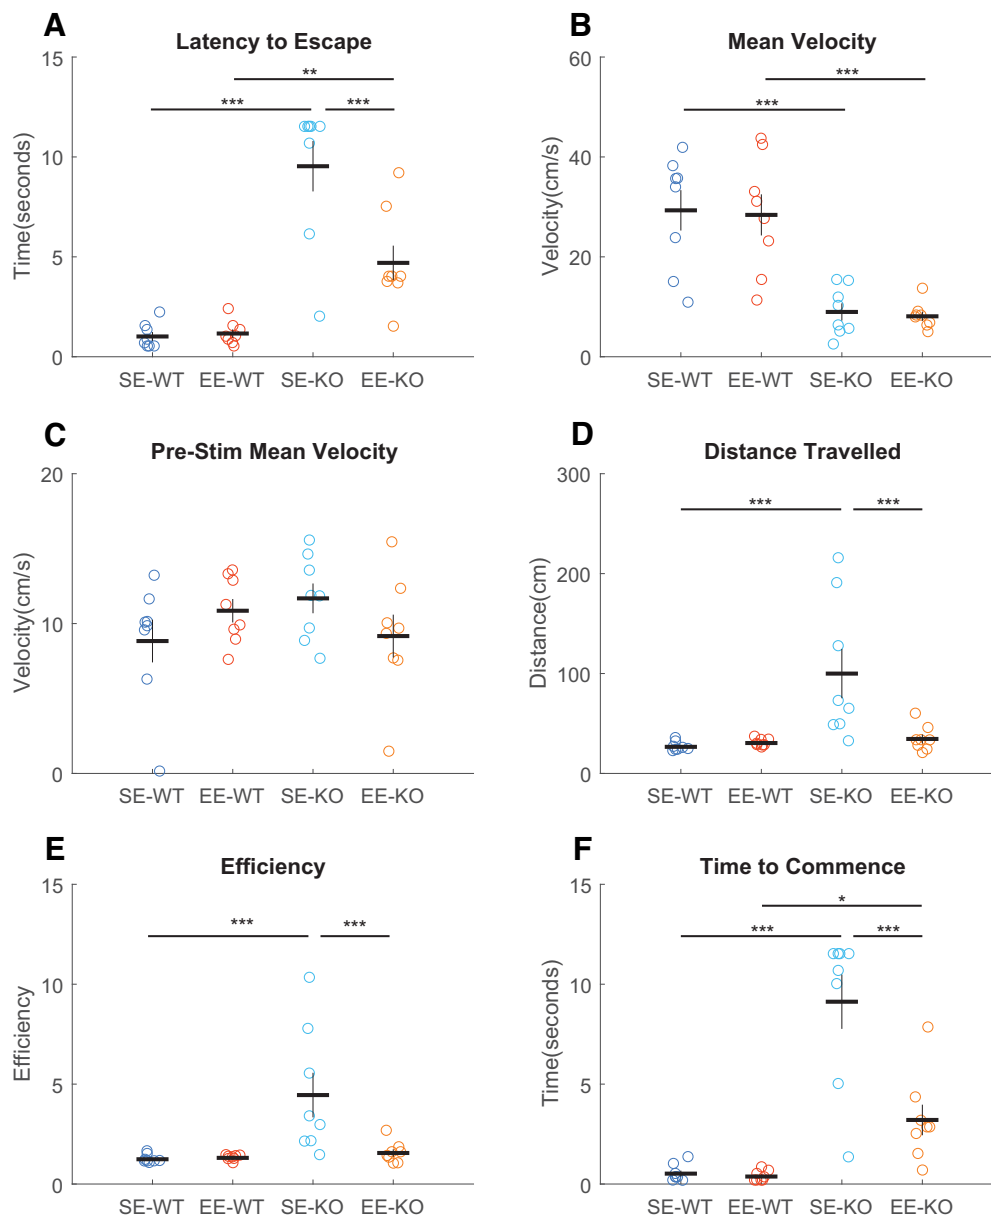 A
Latency to Escape
15
10
5
0
Time(seconds)
**
***
***
SE-WT
EE-WT
SE-KO
EE-KO
B
Mean Velocity
60
40
20
0
Velocity(cm/s)
***
***
SE-WT
EE-WT
SE-KO
EE-KO
C
Pre-Stim Mean Velocity
20
10
0
Velocity(cm/s)
SE-WT
EE-WT
SE-KO
EE-KO
D
Distance Travelled
300
200
100
0
Distance(cm)
***
***
SE-WT
EE-WT
SE-KO
EE-KO
E
Efficiency
15
10
5
0
Efficiency
***
***
SE-WT
EE-WT
SE-KO
EE-KO
F
Time to Commence
15
10
5
0
Time(seconds)
*
***
***
SE-WT
EE-WT
SE-KO
EE-KO